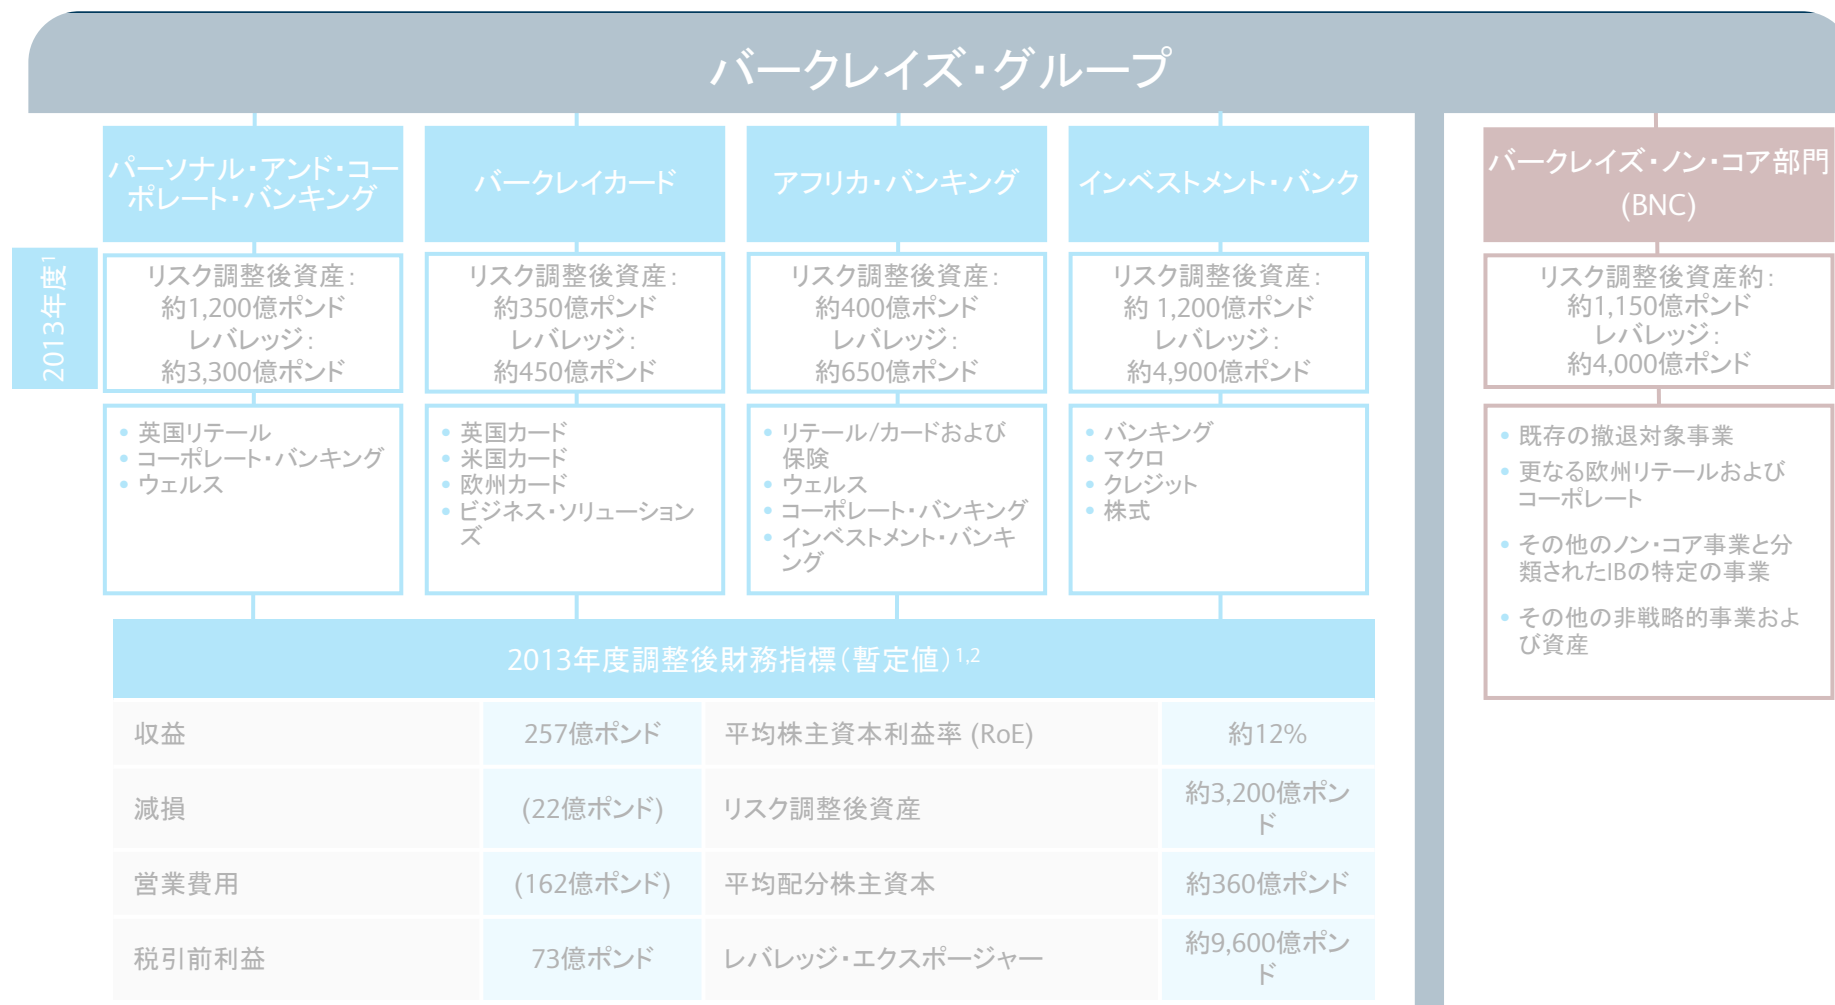 バークレイズ・グループ
パーソナル・アンド・コー
ポレート・バンキング
バークレイカード
アフリカ・バンキング
インベストメント・バンク
バークレイズ・ノン・コア部門
(BNC)
2013年度1
リスク調整後資産：
約1,200億ポンド
レバレッジ：
約3,300億ポンド
リスク調整後資産：
約350億ポンド
レバレッジ：
約450億ポンド
リスク調整後資産：
約400億ポンド
レバレッジ：
約650億ポンド
リスク調整後資産：
約 1,200億ポンド
レバレッジ：
約4,900億ポンド
リスク調整後資産約：
約1,150億ポンド
レバレッジ：
約4,000億ポンド
• 英国リテール
• コーポレート・バンキング
• ウェルス
• 英国カード
• 米国カード
• 欧州カード
• ビジネス・ソリューション
ズ
• リテール/カードおよび
保険
• ウェルス
• コーポレート・バンキング
• インベストメント・バンキ
ング
• バンキング
• マクロ
• クレジット
• 株式
• 既存の撤退対象事業
• 更なる欧州リテールおよび
コーポレート
• その他のノン・コア事業と分
類されたIBの特定の事業
• その他の非戦略的事業およ
び資産
2013年度調整後財務指標（暫定値）1,2
収益 257億ポンド 平均株主資本利益率 (RoE) 約12%
減損 (22億ポンド) リスク調整後資産 約3,200億ポン
ド
営業費用 (162億ポンド) 平均配分株主資本 約360億ポンド
税引前利益 73億ポンド レバレッジ・エクスポージャー 約9,600億ポン
ド